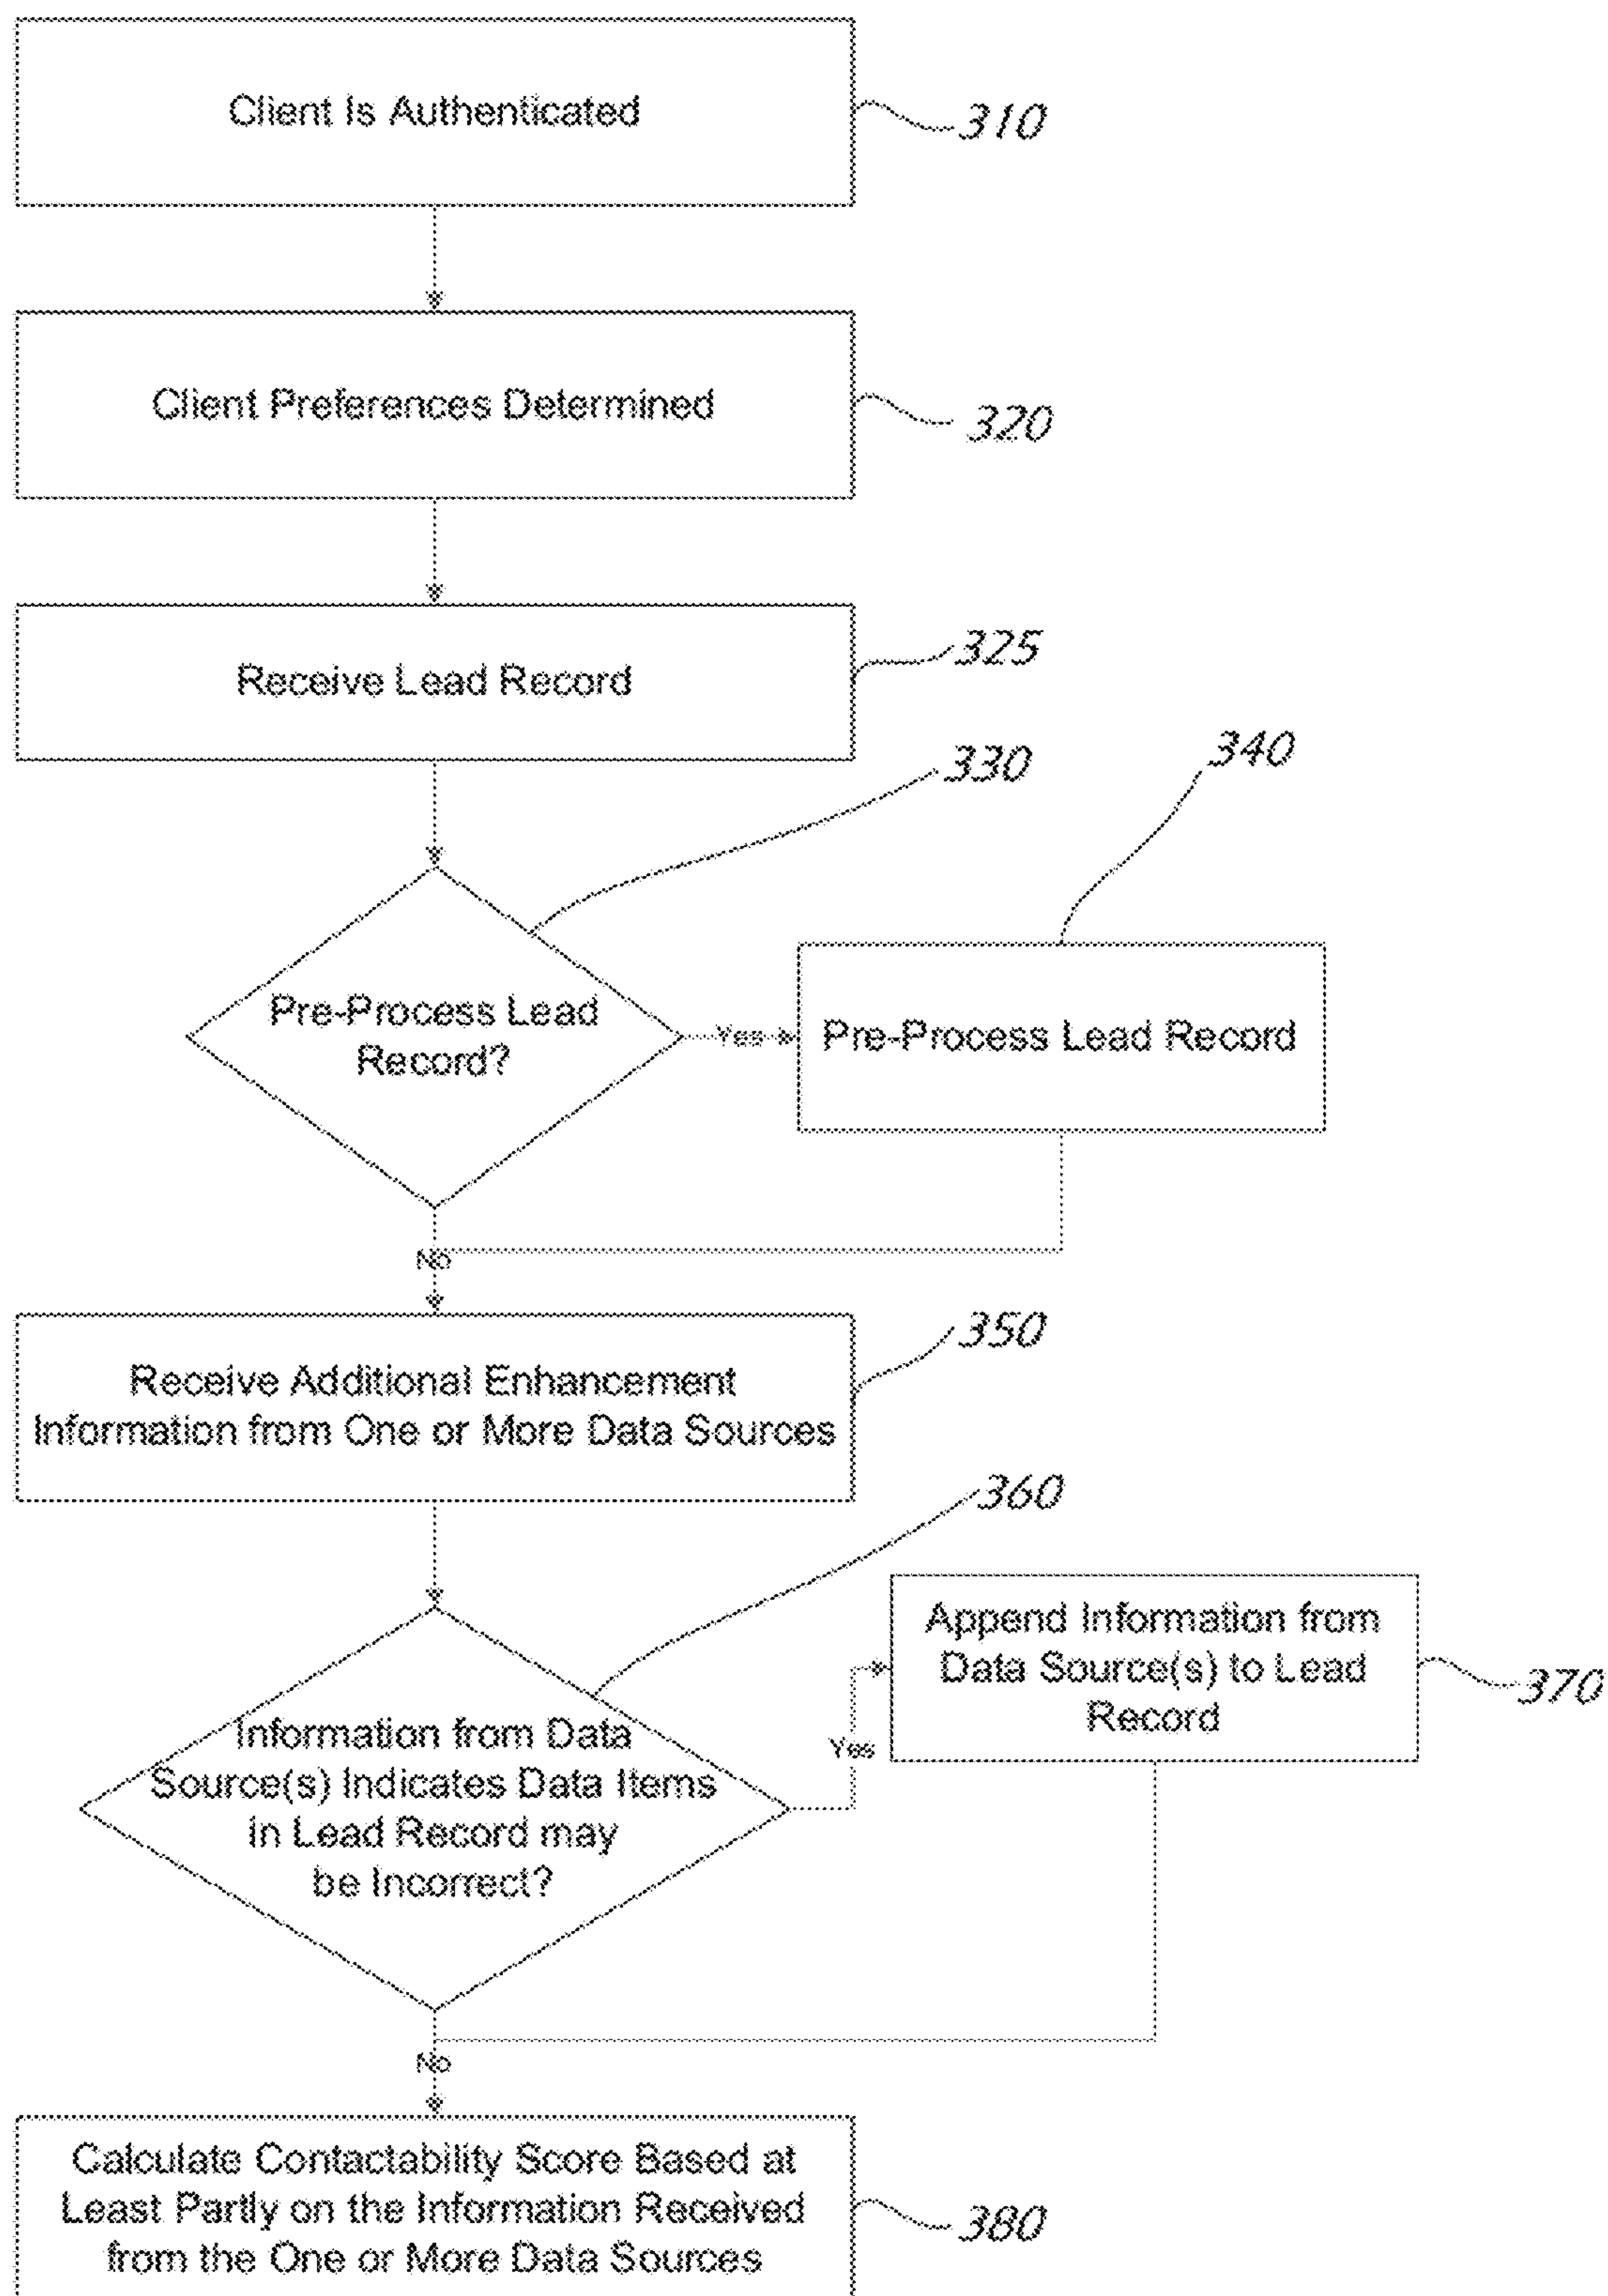 Client Is Authenticated
310
Client Preferences Determined
320
Receive Lead Record
325
330
340
Pre-Process Lead
Record?
Yes
Pre-Process Lead Record
No
350
Receive Additional Enhancement
Information from One or More Data Sources
360
Append Information from
Data Source(s) to Lead
Record
370
Information from Data
Source(s) Indicates Data Items
in Lead Record may
be Incorrect?
Yes
No
Calculate Contactability Score Based at
Least Partly on the Information Received
from the One or More Data Sources
380